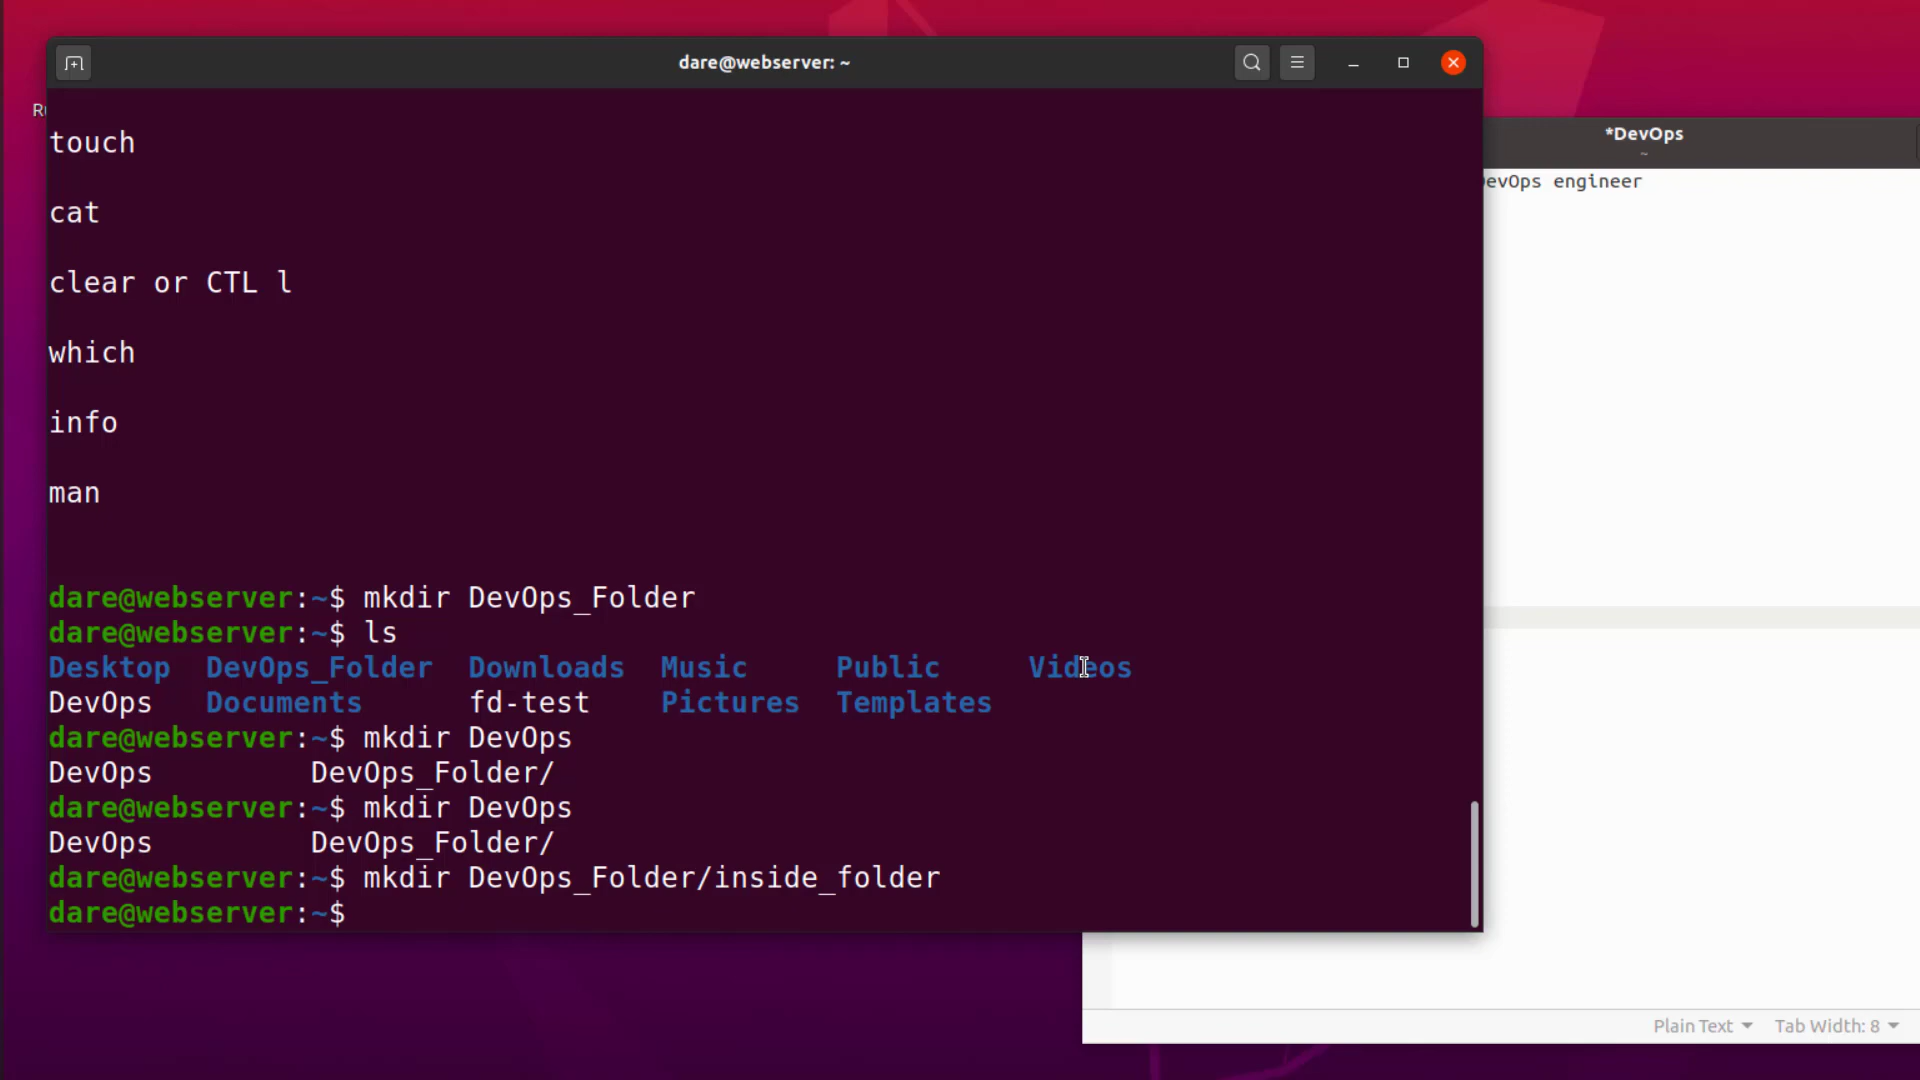 dare@webserver: ~
touch
cat
clear or CTL l
which
info
man
dare@webserver:~$ mkdir DevOps_Folder
dare@webserver:~$ ls
Desktop DevOps_Folder Downloads Music Public Videos
DevOps Documents fd-test Pictures Templates
dare@webserver:~$ mkdir DevOps
DevOps DevOps_Folder/
dare@webserver:~$ mkdir DevOps
DevOps DevOps_Folder/
dare@webserver:~$ mkdir DevOps_Folder/inside_folder
dare@webserver:~$
*DevOps
~
evOps engineer
Plain Text Tab Width: 8